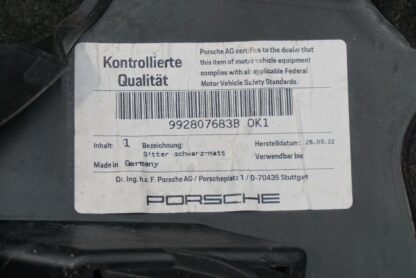 Kontrollierte
Qualität
Porsche AG certifies to the dealer that
this item of motor vehicle equipment
complies with all applicable Federal
Motor Vehicle Safety Standards.
992807683B OK1
Inhalt: 1 Bezeichnung: Herstelldatum: 28.09.22
Gitter schwarz-matt Verwendbar bis:
Made in Germany
Dr. Ing. h.c. F. Porsche AG / Porscheplatz 1 / D-70435 Stuttgart
PORSCHE